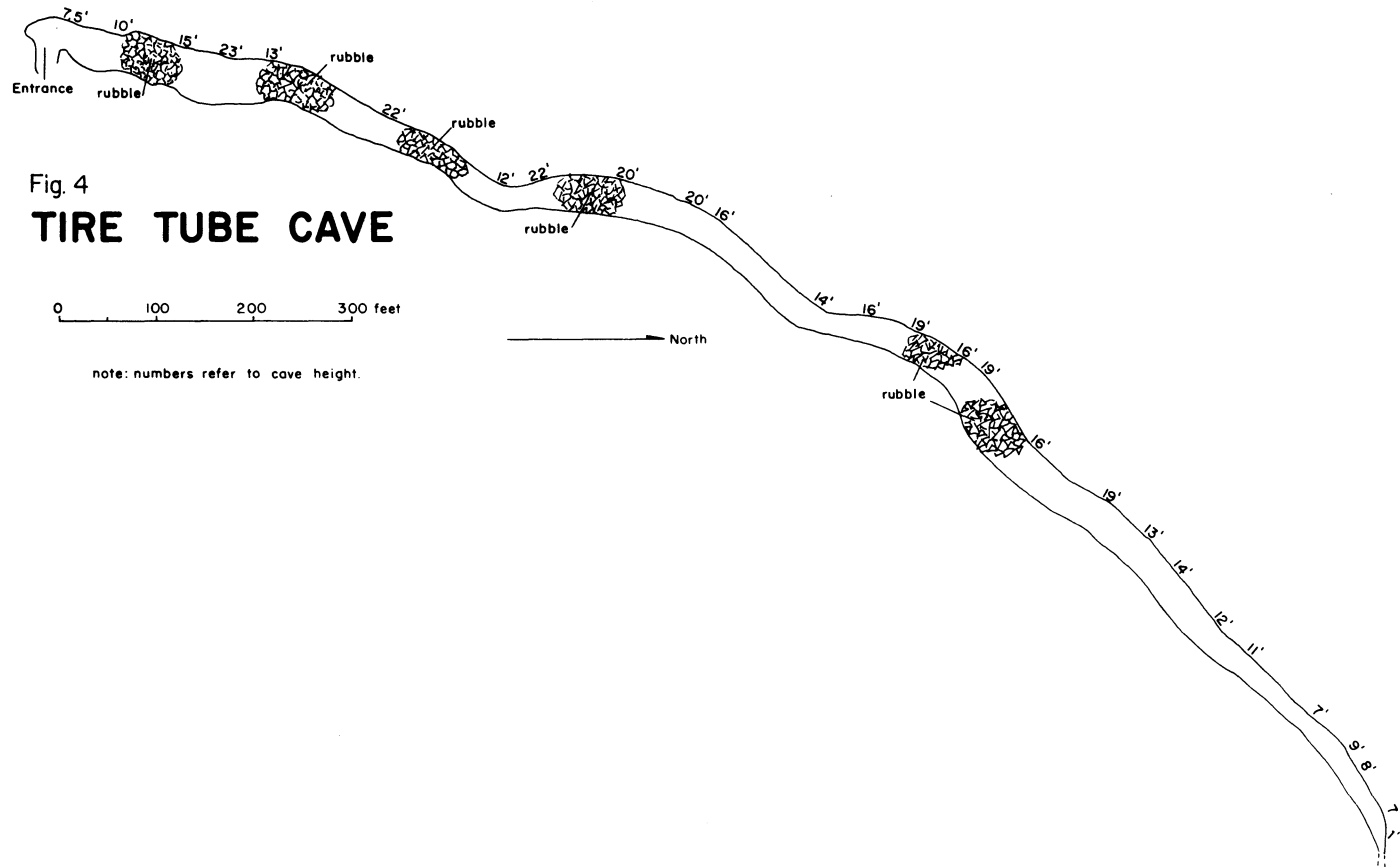 7.5'
10'
15'
23'
13'
rubble
Entrance
rubble
22'
rubble
12'
22'
20'
20'
16'
rubble
Fig. 4
TIRE TUBE CAVE
0 100 200 300 feet
North
note: numbers refer to cave height.
14'
16'
19'
16'
19'
rubble
16'
19'
13'
14'
12'
11'
7'
9'
8'
7
1'